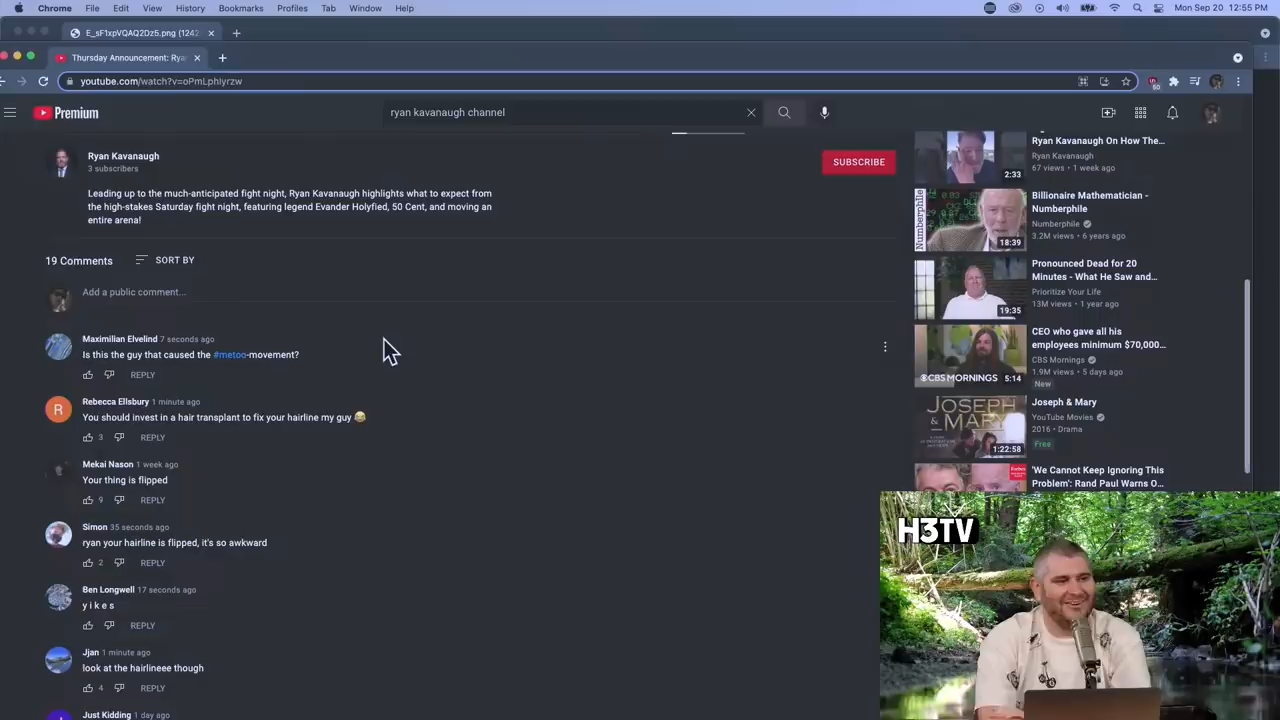 Chrome File Edit View History Bookmarks Profiles Tab Window Help Mon Sep 20 12:55 PM
E_sF1xpVQAQ2Dz5.png (1242
Thursday Announcement: Rya
youtube.com/watch?v=oPmLphIyrzw
50
Premium
ryan kavanaugh channel
Ryan Kavanaugh
3 subscribers
SUBSCRIBE
Leading up to the much-anticipated fight night, Ryan Kavanaugh highlights what to expect from
the high-stakes Saturday fight night, featuring legend Evander Holyfied, 50 Cent, and moving an
entire arena!
19 Comments SORT BY
Add a public comment...
Maximilian Elvelind 7 seconds ago
Is this the guy that caused the #metoo-movement?
REPLY
R
Rebecca Ellsbury 1 minute ago
You should invest in a hair transplant to fix your hairline my guy 😂
3 REPLY
Mekai Nason 1 week ago
Your thing is flipped
9 REPLY
Simon 35 seconds ago
ryan your hairline is flipped, it's so awkward
2 REPLY
Ben Longwell 17 seconds ago
y i k e s
REPLY
Jjan 1 minute ago
look at the hairlineee though
4 REPLY
Just Kidding 1 day ago
Ryan Kavanaugh On How The...
Ryan Kavanaugh
67 views • 1 week ago
2:33
Numberphile
18:39
Billionaire Mathematician -
Numberphile
Numberphile
3.2M views • 6 years ago
19:35
Pronounced Dead for 20
Minutes - What He Saw and...
Prioritize Your Life
13M views • 1 year ago
CBS MORNINGS 5:14
CEO who gave all his
employees minimum $70,000...
CBS Mornings
1.9M views • 5 days ago
New
JOSEPH
& MARY
1:22:58
Joseph & Mary
YouTube Movies
2016 • Drama
Free
Forbes
'We Cannot Keep Ignoring This
Problem': Rand Paul Warns O...
H3TV